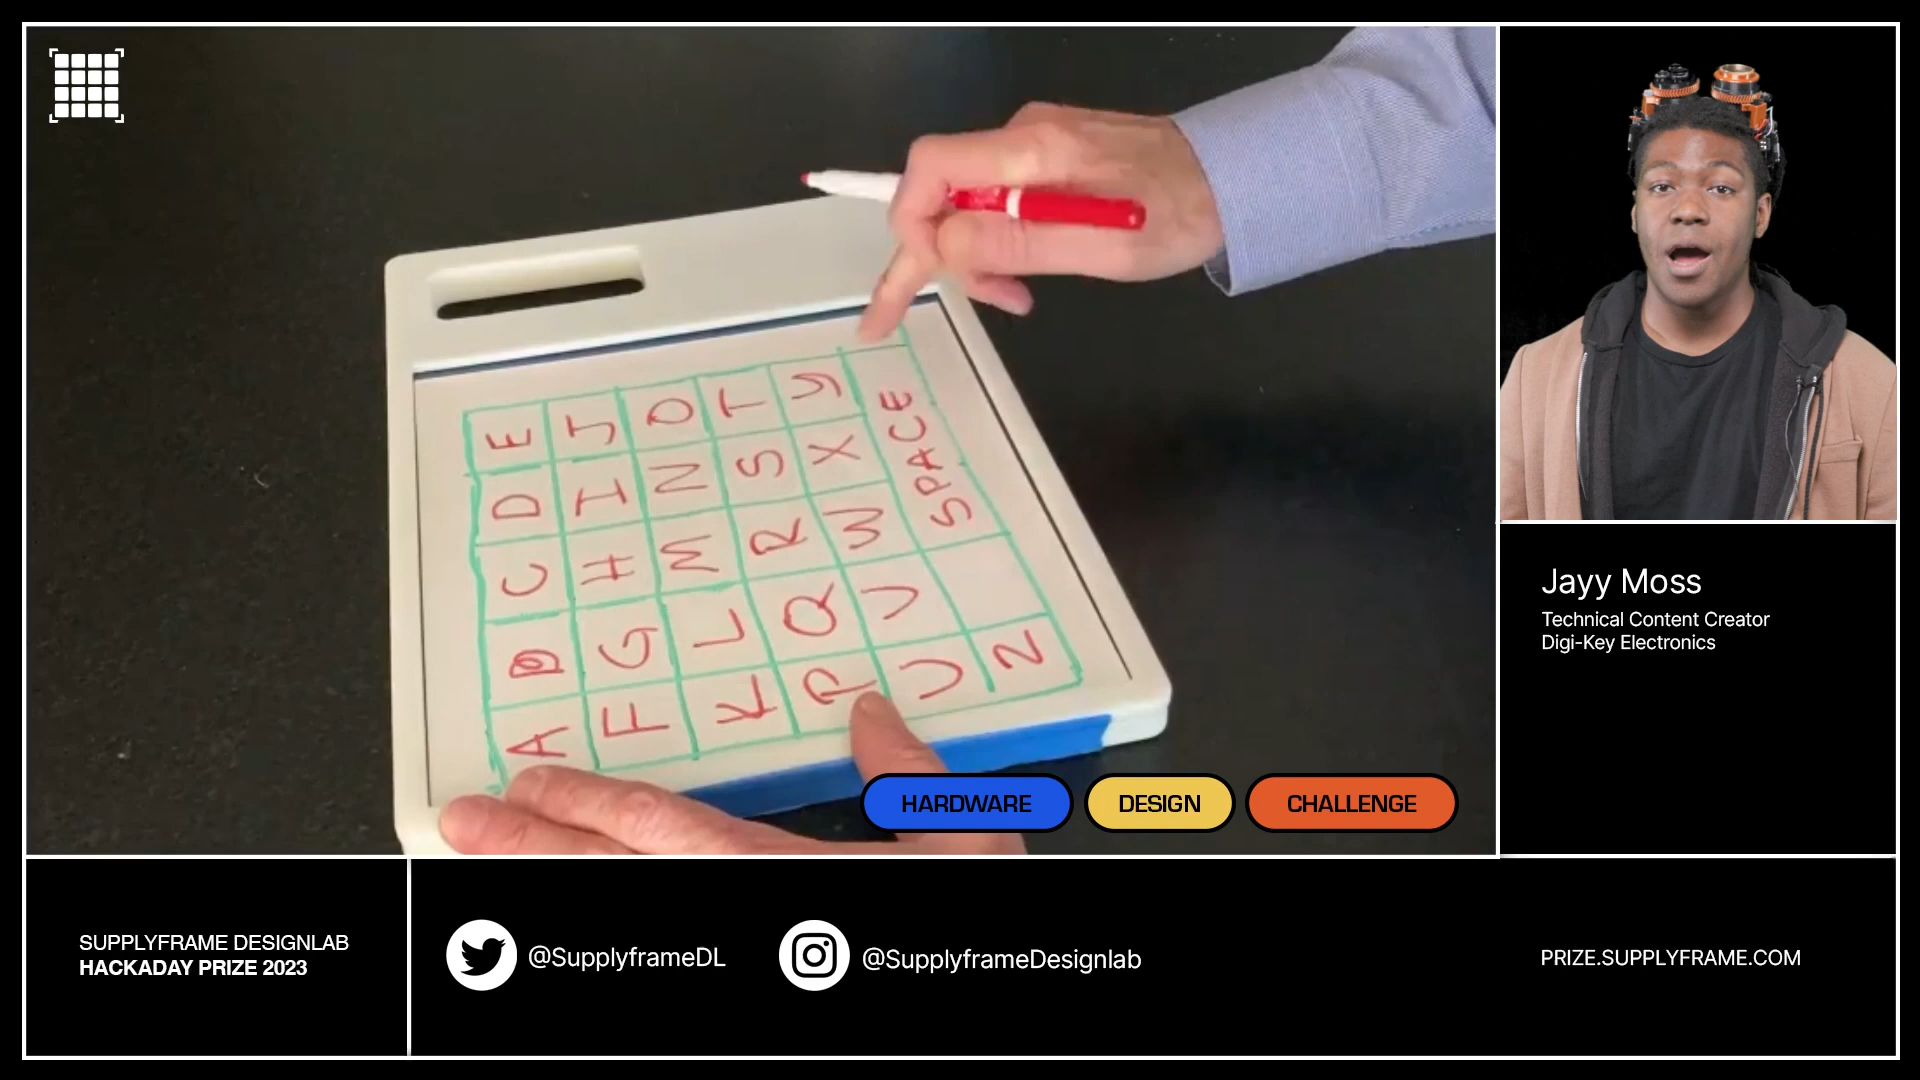 A B C D E
F G H I J
K L M N O
P Q R S T
U V W X Y
Z SPACE
HARDWARE DESIGN CHALLENGE
Jayy Moss
Technical Content Creator
Digi-Key Electronics
SUPPLYFRAME DESIGNLAB
HACKADAY PRIZE 2023
@SupplyframeDL
@SupplyframeDesignlab
PRIZE.SUPPLYFRAME.COM